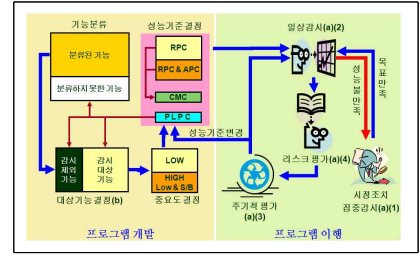 기능분류
분류된 기능
분류하지 못한 기능
감시
제외
기능
감시
대상
기능
대상기능결정(b)
성능기준결정
RPC
RPC & APC
CMC
PLPC
성능기준변경
LOW
HIGH
Low & S/B
중요도결정
프로그램 개발
일상감시(a)(2)
목표만족
성능불만족
리스크평가(a)(4)
시정조치
집중감시(a)(1)
주기적 평가
(a)(3)
프로그램 이행